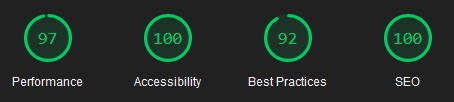 97 100 92 100
Performance Accessibility Best Practices SEO